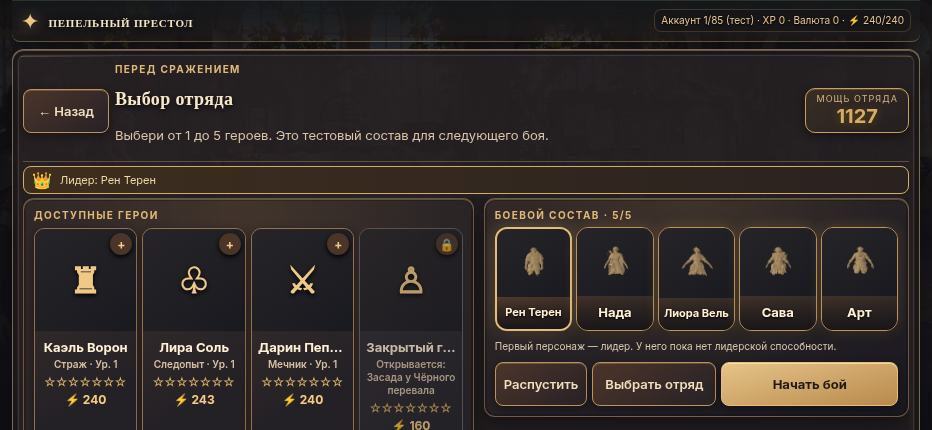 ПЕПЕЛЬНЫЙ ПРЕСТОЛ
Аккаунт 1/85 (тест) · XP 0 · Валюта 0 · ⚡ 240/240
ПЕРЕД СРАЖЕНИЕМ
← Назад
Выбор отряда
Выбери от 1 до 5 героев. Это тестовый состав для следующего боя.
МОЩЬ ОТРЯДА
1127
Лидер: Рен Терен
ДОСТУПНЫЕ ГЕРОИ
+
Каэль Ворон
Страж · Ур. 1
☆☆☆☆☆☆☆
⚡ 240
+
Лира Соль
Следопыт · Ур. 1
☆☆☆☆☆☆☆
⚡ 243
+
Дарин Пеп...
Мечник · Ур. 1
☆☆☆☆☆☆☆
⚡ 240
Закрытый г...
Открывается:
Засада у Чёрного
перевала
☆☆☆☆☆☆☆
⚡ 160
БОЕВОЙ СОСТАВ · 5/5
Рен Терен
Нада
Лиора Вель
Сава
Арт
Первый персонаж — лидер. У него пока нет лидерской способности.
Распустить
Выбрать отряд
Начать бой